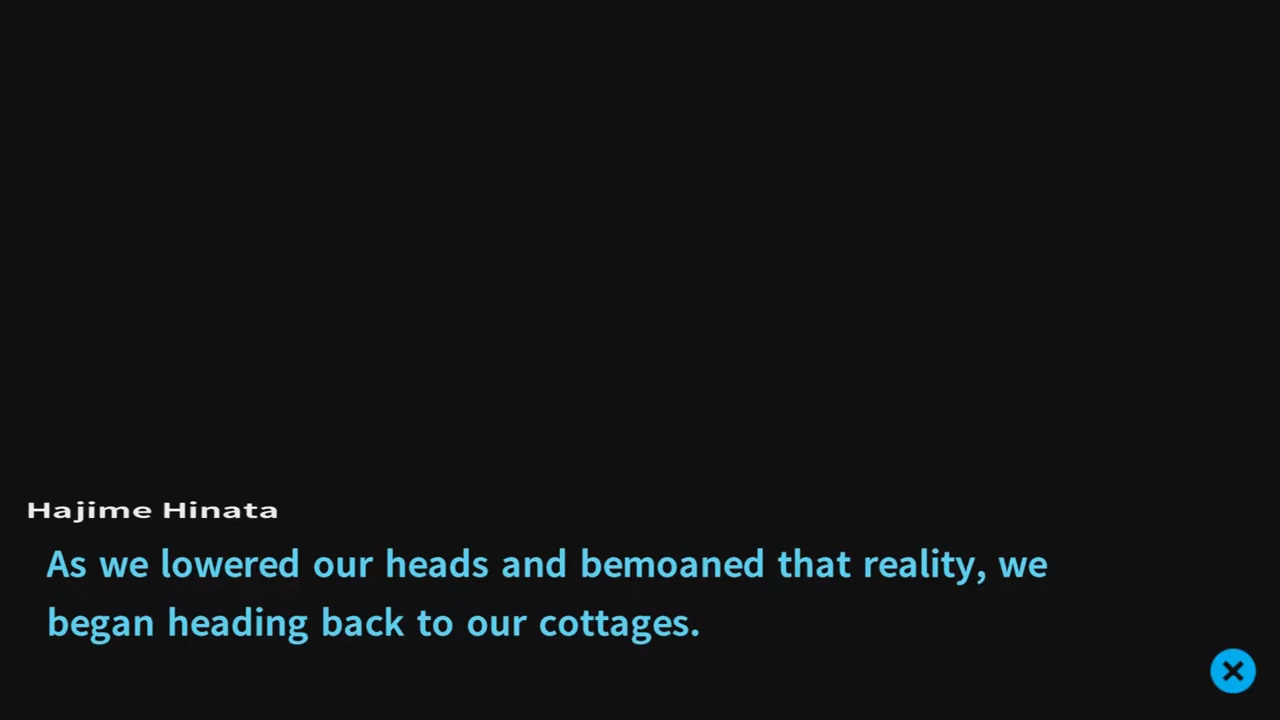 Hajime Hinata
As we lowered our heads and bemoaned that reality, we
began heading back to our cottages.